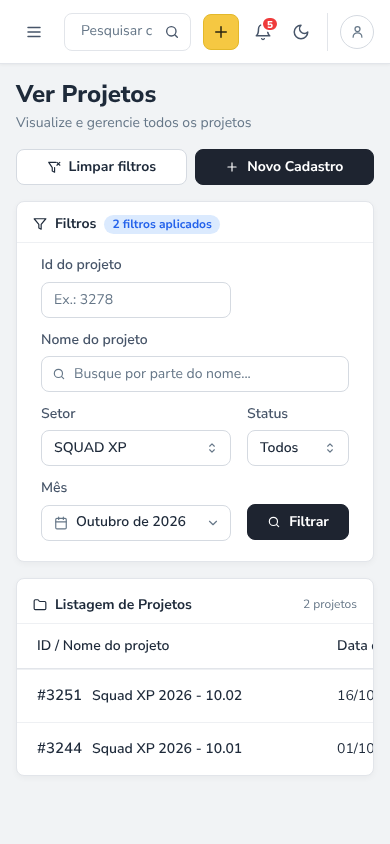 Pesquisar c
5
Ver Projetos
Visualize e gerencie todos os projetos
Limpar filtros
Novo Cadastro
Filtros 2 filtros aplicados
Id do projeto
Ex.: 3278
Nome do projeto
Busque por parte do nome...
Setor Status
SQUAD XP Todos
Mês
Outubro de 2026 Filtrar
Listagem de Projetos 2 projetos
ID / Nome do projeto Data
#3251 Squad XP 2026 - 10.02 16/10
#3244 Squad XP 2026 - 10.01 01/10